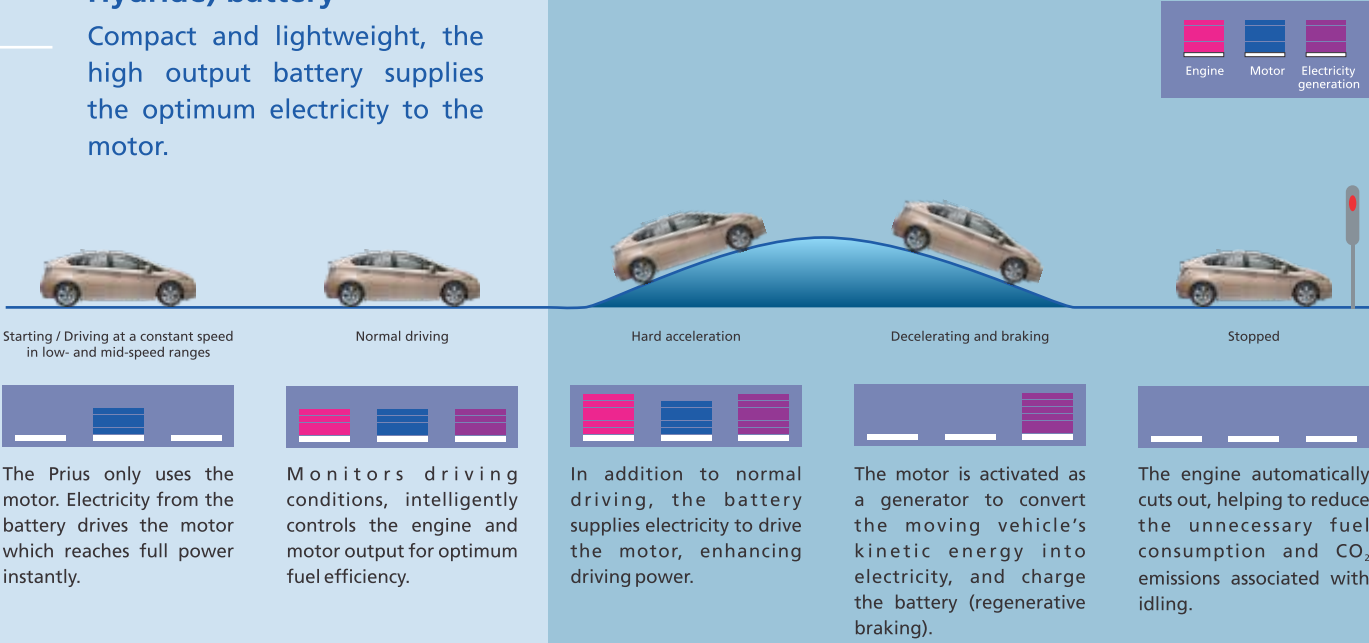 Compact and lightweight, the
high output battery supplies
the optimum electricity to the
motor.
Engine
Motor
Electricity
generation
Starting / Driving at a constant speed
in low- and mid-speed ranges
Normal driving
Hard acceleration
Decelerating and braking
Stopped
The Prius only uses the
motor. Electricity from the
battery drives the motor
which reaches full power
instantly.
Monitors driving
conditions, intelligently
controls the engine and
motor output for optimum
fuel efficiency.
In addition to normal
driving, the battery
supplies electricity to drive
the motor, enhancing
driving power.
The motor is activated as
a generator to convert
the moving vehicle's
kinetic energy into
electricity, and charge
the battery (regenerative
braking).
The engine automatically
cuts out, helping to reduce
the unnecessary fuel
consumption and CO₂
emissions associated with
idling.